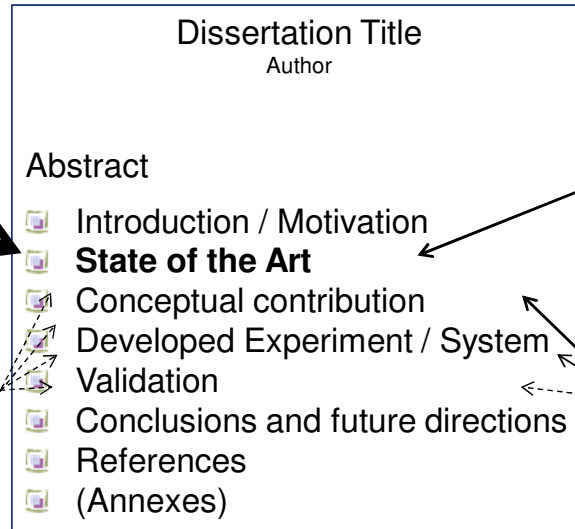 Dissertation Title
Author
Abstract
Introduction / Motivation
State of the Art
Conceptual contribution
Developed Experiment / System
Validation
Conclusions and future directions
References
(Annexes)